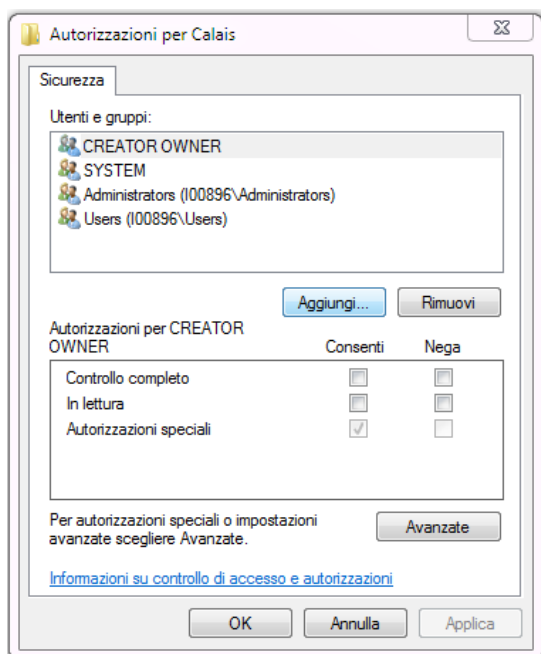 Autorizzazioni per Calais
Sicurezza
Utenti e gruppi:
CREATOR OWNER
SYSTEM
Administrators (I00896\Administrators)
Users (I00896\Users)
Aggiungi... Rimuovi
Autorizzazioni per CREATOR
OWNER Consenti Nega
Controllo completo
In lettura
Autorizzazioni speciali
Per autorizzazioni speciali o impostazioni
avanzate scegliere Avanzate.
Avanzate
Informazioni su controllo di accesso e autorizzazioni
OK Annulla Applica